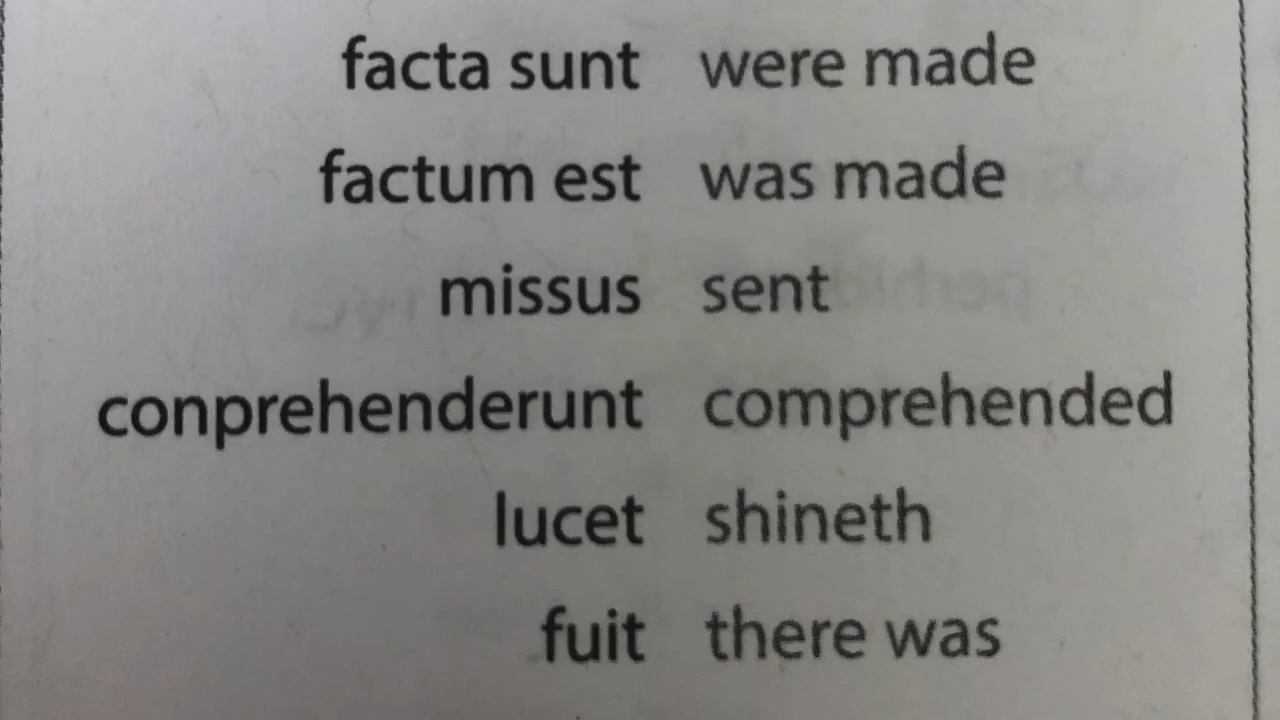 facta sunt were made
factum est was made
missus sent
conprehenderunt comprehended
lucet shineth
fuit there was